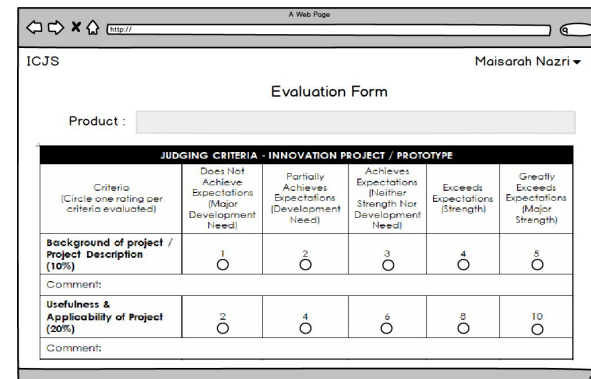 A Web Page
http://
ICJS
Maisarah Nazri
Evaluation Form
Product :
JUDGING CRITERIA - INNOVATION PROJECT / PROTOTYPE
Criteria
(Circle one rating per
criteria evaluated)
Does Not
Achieve
Expectations
(Major
Development
Need)
Partially
Achieves
Expectations
(Development
Need)
Achieves
Expectations
(Neither
Strength Nor
Development
Need)
Exceeds
Expectations
(Strength)
Greatly
Exceeds
Expectations
(Major
Strength)
Background of project /
Project Description
(10%)
1
2
3
4
5
Comment:
Usefulness &
Applicability of Project
(20%)
2
4
6
8
10
Comment: